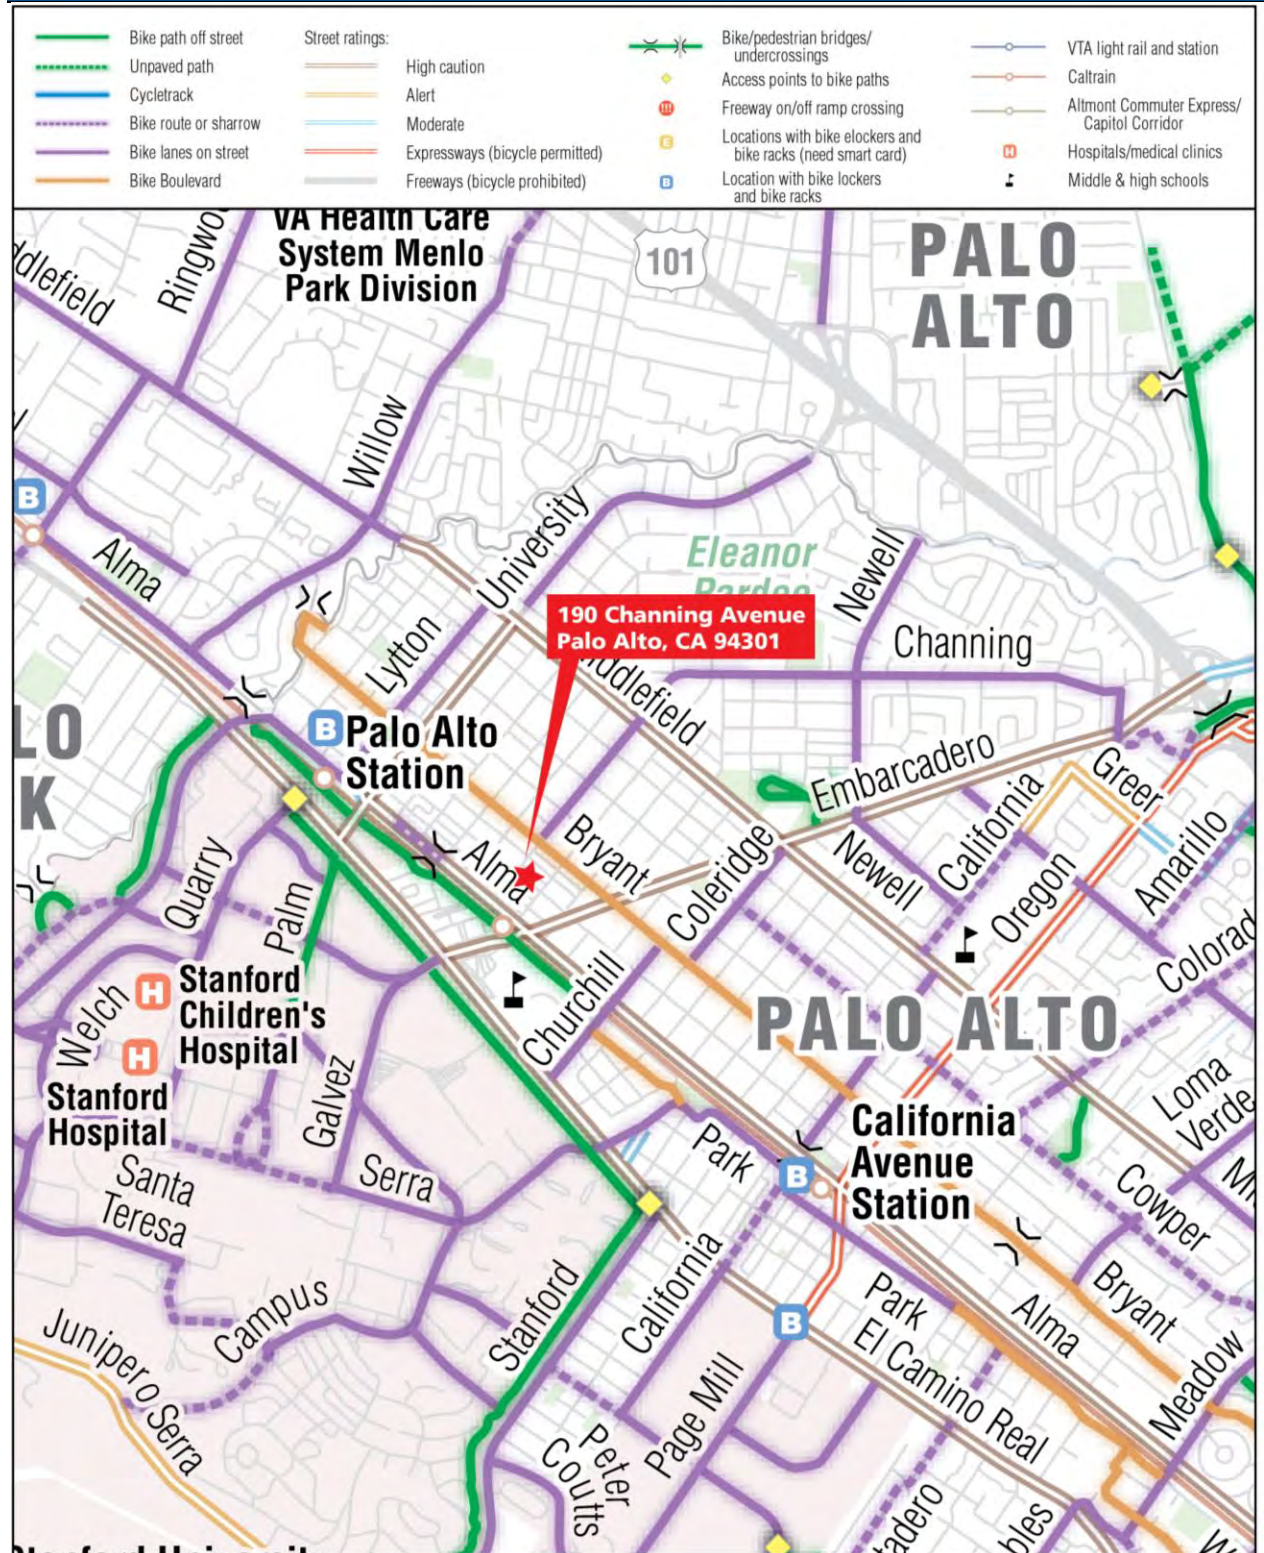 Bike path off street
Unpaved path
Cycletrack
Bike route or sharrow
Bike lanes on street
Bike Boulevard
Street ratings:
High caution
Alert
Moderate
Expressways (bicycle permitted)
Freeways (bicycle prohibited)
Bike/pedestrian bridges/
undercrossings
Access points to bike paths
Freeway on/off ramp crossing
E
Locations with bike elockers and
bike racks (need smart card)
B
Location with bike lockers
and bike racks
VTA light rail and station
Caltrain
Altmont Commuter Express/
Capitol Corridor
H
Hospitals/medical clinics
Middle & high schools
VA Health Care
System Menlo
Park Division
101
PALO
ALTO
ddlefield
Ringwo
Willow
B
Alma
University
Eleanor
Pardee
Newell
190 Channing Avenue
Palo Alto, CA 94301
Channing
Lytton
iddlefield
LO
K
B
Palo Alto
Station
Embarcadero
Greer
California
Amarillo
Bryant
Alma
Coleridge
Newell
Quarry
Palm
Oregon
Colorad
H
Stanford
Children's
Hospital
Welch
H
Stanford
Hospital
Churchill
PALO ALTO
Galvez
Loma
Verde
California
Avenue
Station
B
Park
Santa
Teresa
Serra
Cowper
Mi
California
Stanford
Campus
B
Park
El Camino Real
Alma
Bryant
Meadow
Junipero Serra
Page Mill
Peter
Coutts
tadero
bles
W
Stanford University